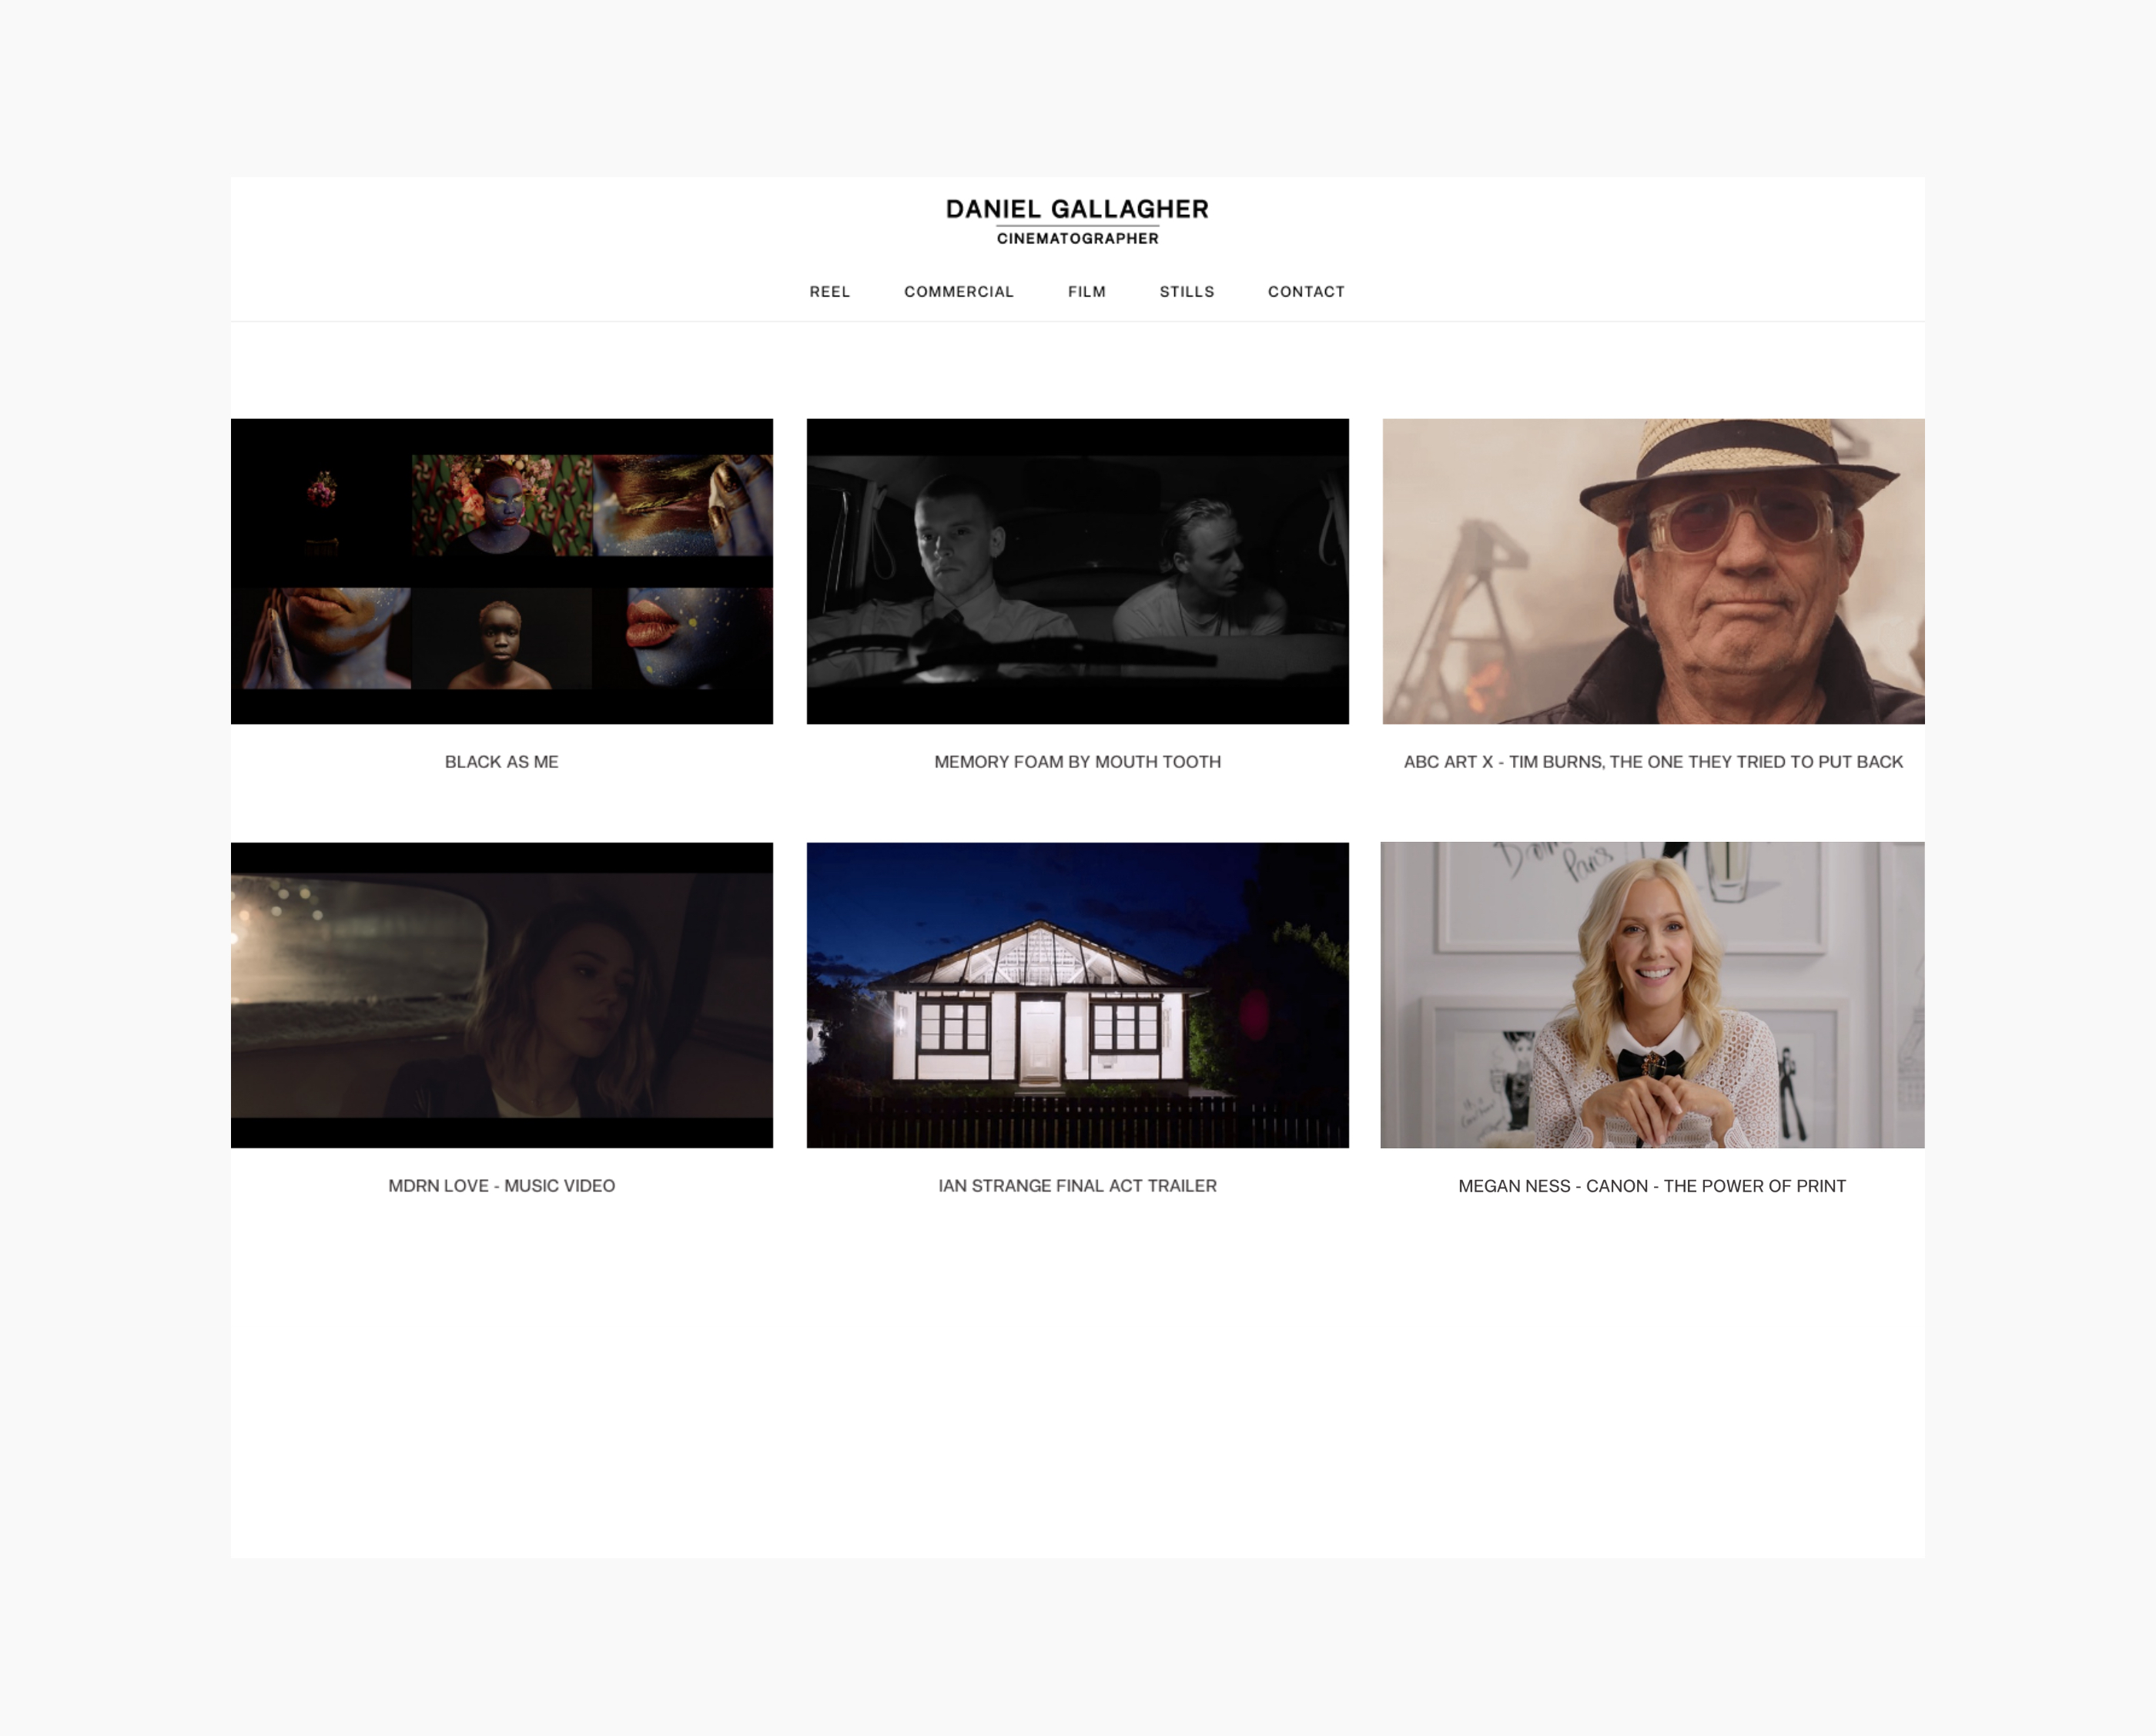 DANIEL GALLAGHER
CINEMATOGRAPHER
REEL COMMERCIAL FILM STILLS CONTACT
BLACK AS ME
MEMORY FOAM BY MOUTH TOOTH
ABC ART X - TIM BURNS, THE ONE THEY TRIED TO PUT BACK
Paris
MDRN LOVE - MUSIC VIDEO
IAN STRANGE FINAL ACT TRAILER
MEGAN NESS - CANON - THE POWER OF PRINT